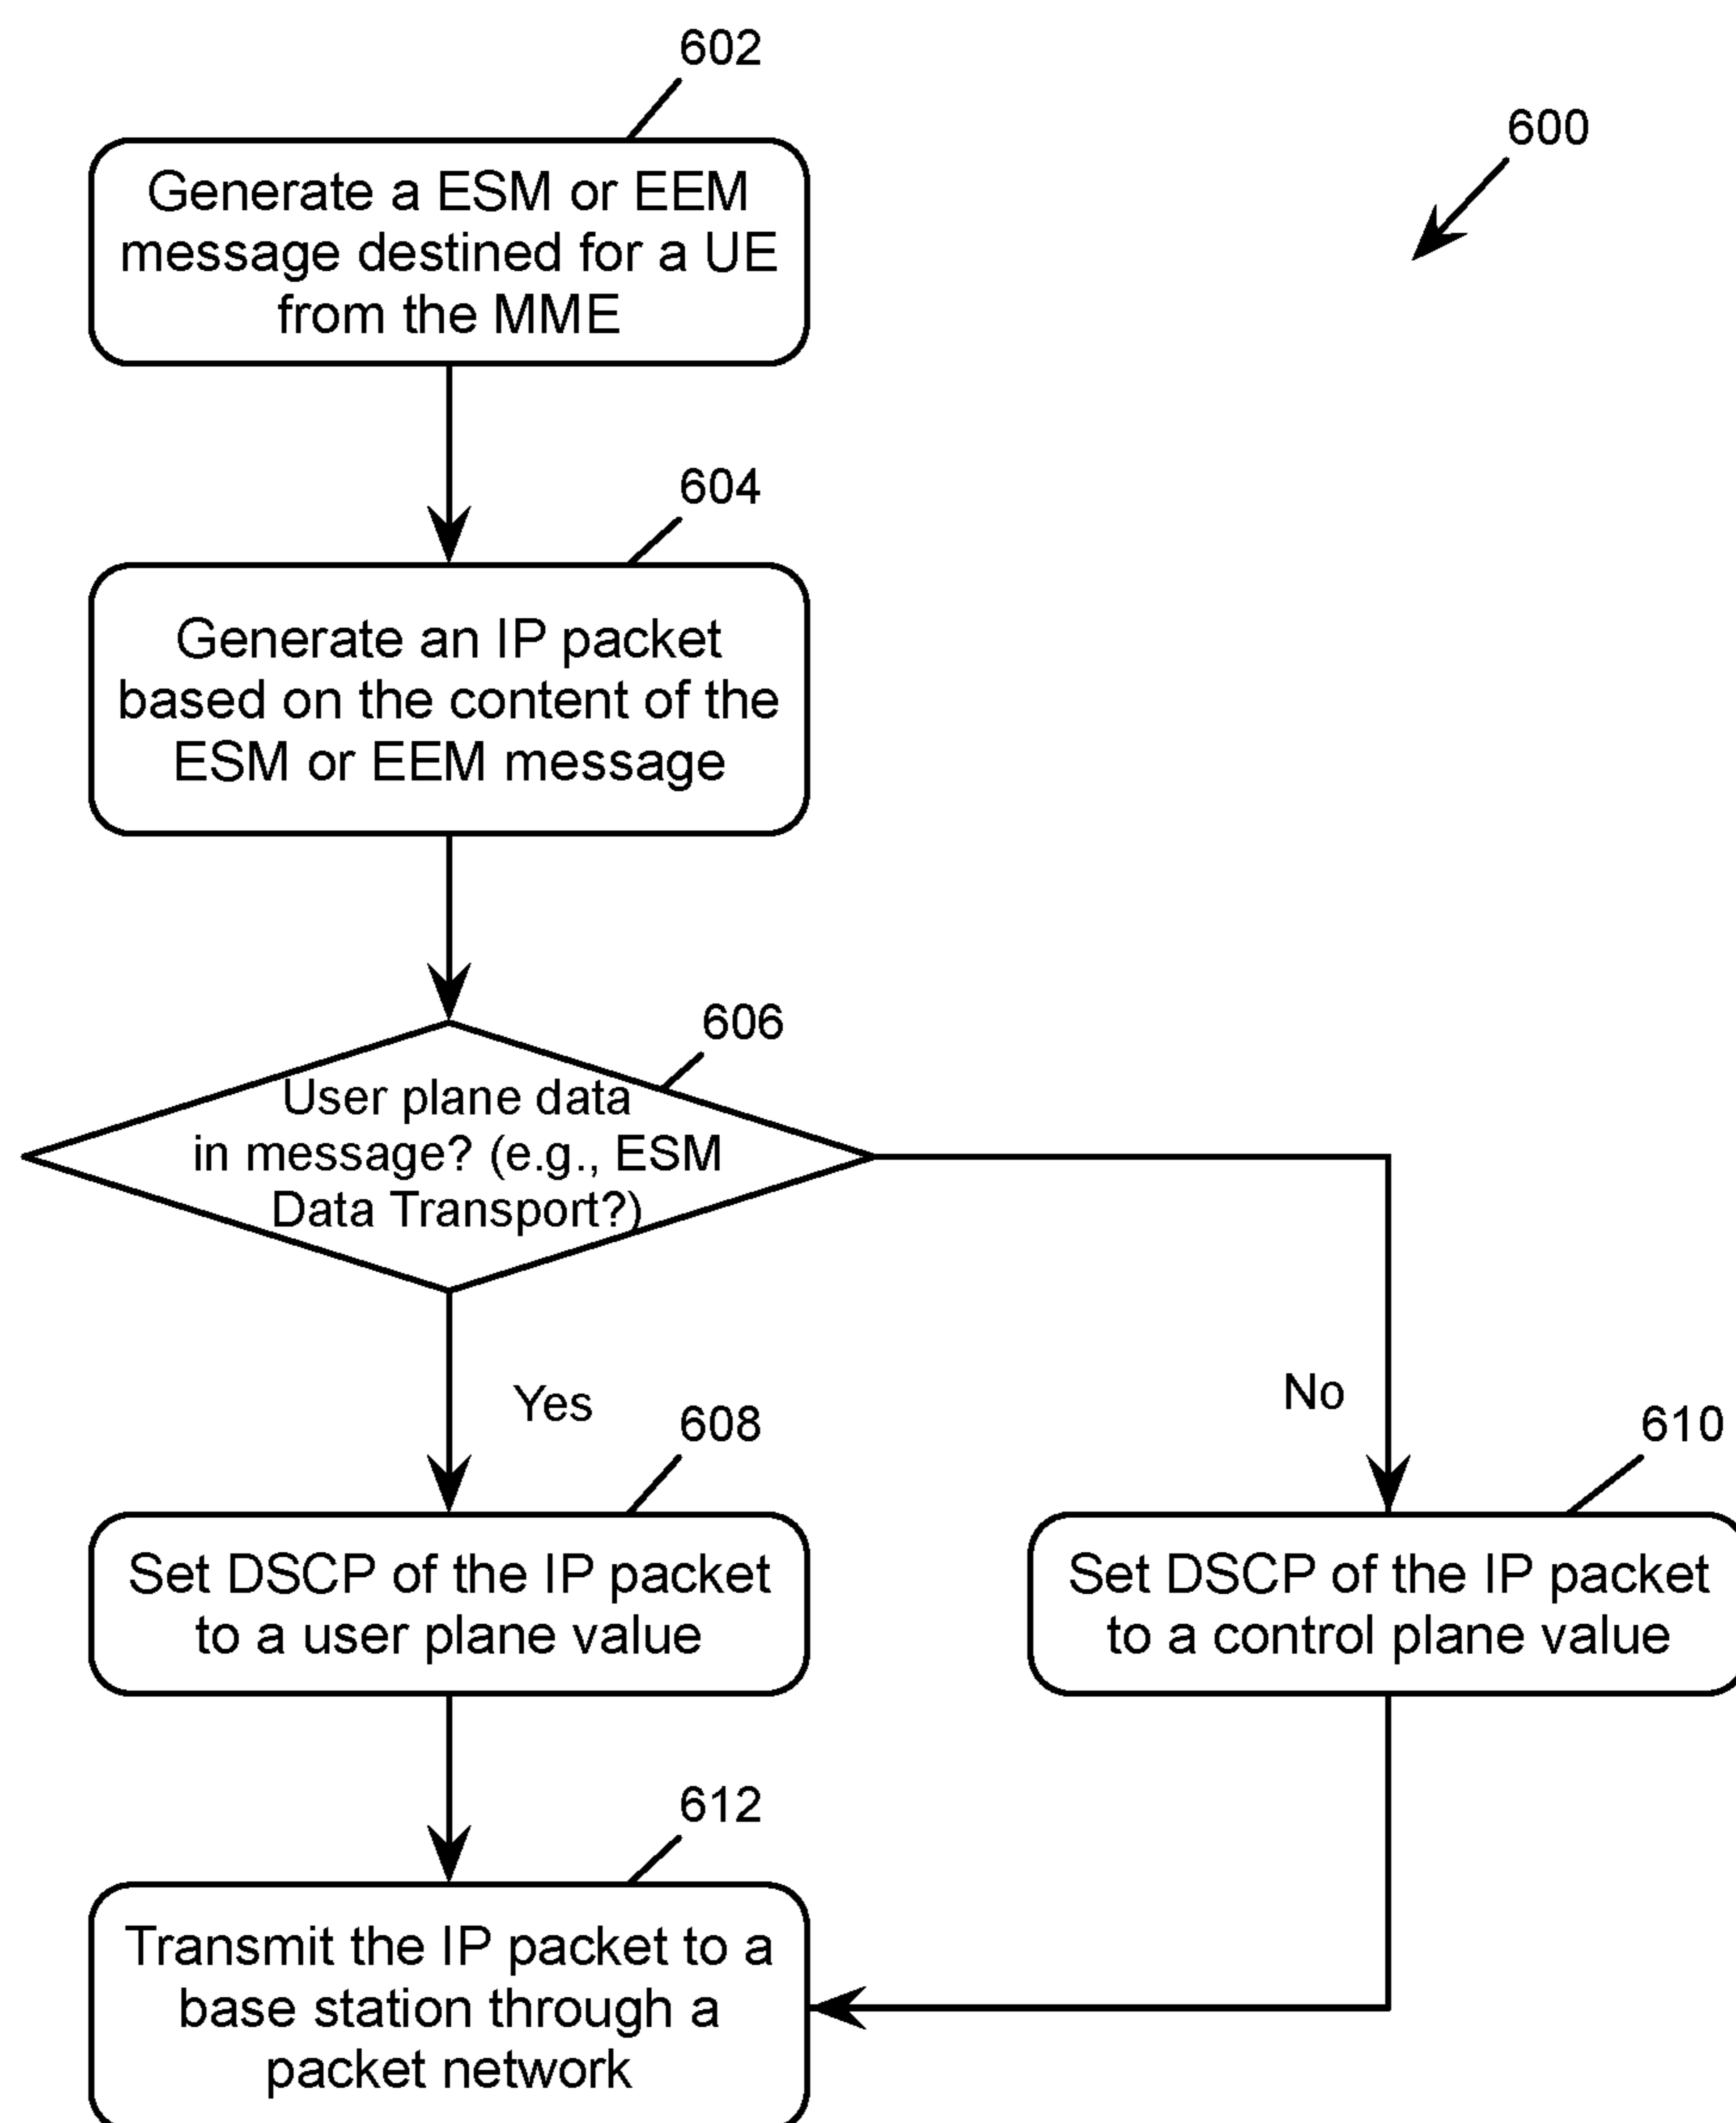 602
600
Generate a ESM or EEM
message destined for a UE
from the MME
604
Generate an IP packet
based on the content of the
ESM or EEM message
606
User plane data
in message? (e.g., ESM
Data Transport?)
Yes
No
608
610
Set DSCP of the IP packet
to a user plane value
Set DSCP of the IP packet
to a control plane value
612
Transmit the IP packet to a
base station through a
packet network